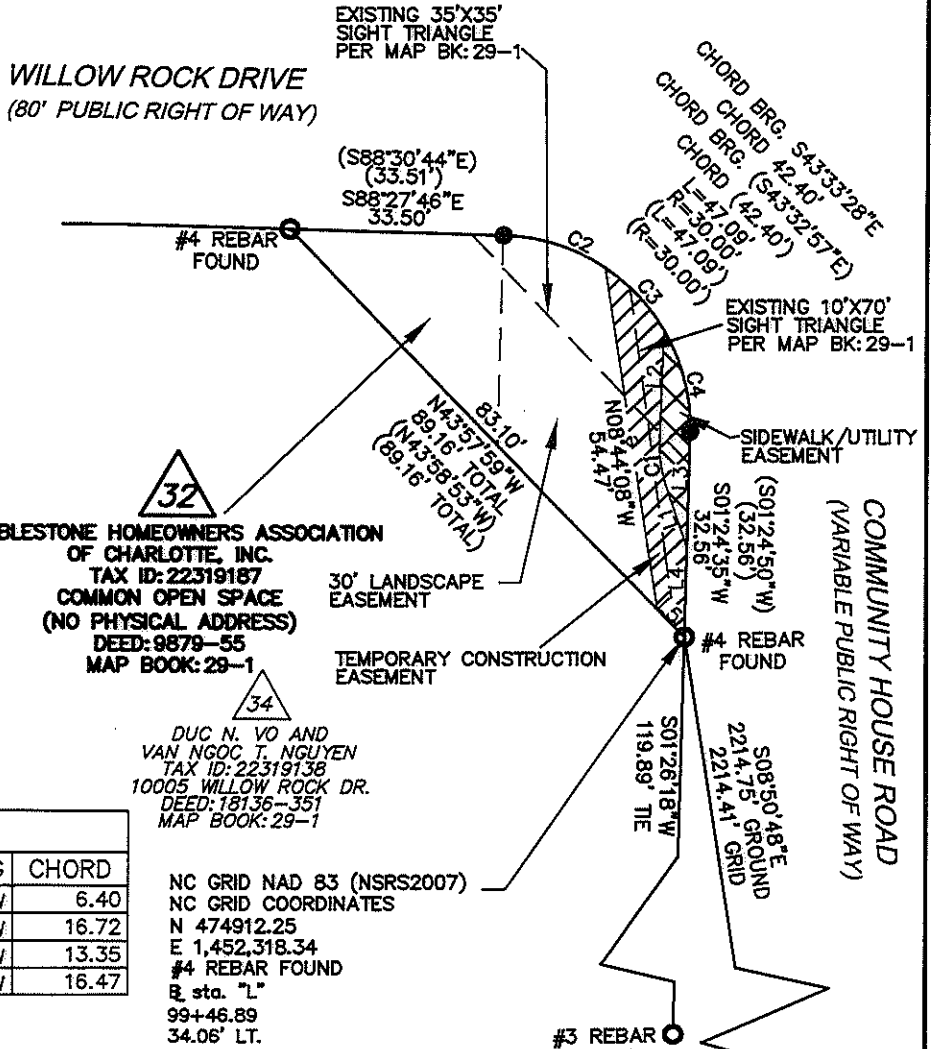 EXISTING 35'X35'
SIGHT TRIANGLE
PER MAP BK: 29-1
WILLOW ROCK DRIVE
(80' PUBLIC RIGHT OF WAY)
(S88°30'44"E)
(33.51')
S88°27'46"E
33.50'
#4 REBAR
FOUND
CHORD BRG. S43°33'28"E
CHORD 42.40'
CHORD BRG. (S43°32'57"E)
CHORD (42.40')
L=47.09'
R=30.00'
(L=47.09')
(R=30.00')
C2
C3
C4
EXISTING 10'X70'
SIGHT TRIANGLE
PER MAP BK: 29-1
SIDEWALK/UTILITY
EASEMENT
83.10'
N43°57'59"W
89.16' TOTAL
(N43°58'53"W)
(89.16' TOTAL)
N08°44'08"W
54.47'
C1
L2
L3
L1
L4
L5
(S01°24'50"W)
(32.56')
S01°24'35"W
32.56'
COMMUNITY HOUSE ROAD
(VARIABLE PUBLIC RIGHT OF WAY)
32
BLESTONE HOMEOWNERS ASSOCIATION
OF CHARLOTTE, INC.
TAX ID: 22319187
COMMON OPEN SPACE
(NO PHYSICAL ADDRESS)
DEED: 9879-55
MAP BOOK: 29-1
30' LANDSCAPE
EASEMENT
TEMPORARY CONSTRUCTION
EASEMENT
#4 REBAR
FOUND
34
DUC N. VO AND
VAN NGOC T. NGUYEN
TAX ID: 22319138
10005 WILLOW ROCK DR.
DEED: 18136-351
MAP BOOK: 29-1
S01°26'18"W
119.89' TIE
S08°50'48"E
2214.75' GROUND
2214.41' GRID
G CHORD
W 6.40
W 16.72
W 13.35
W 16.47
NC GRID NAD 83 (NSRS2007)
NC GRID COORDINATES
N 474912.25
E 1,452,318.34
#4 REBAR FOUND
BL sta. "L"
99+46.89
34.06' LT.
#3 REBAR